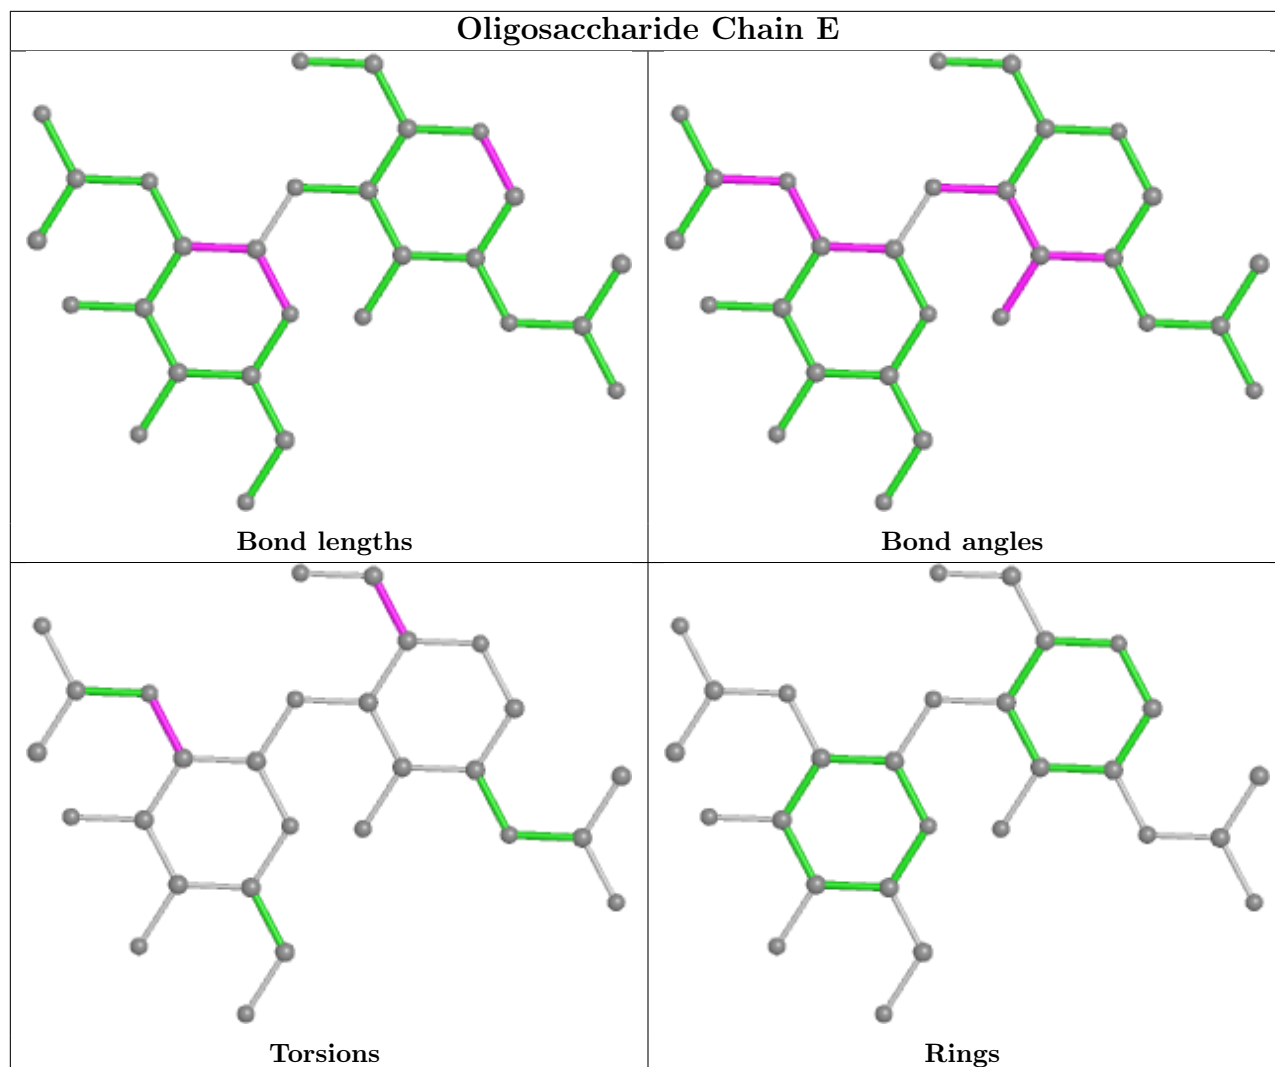 Oligosaccharide Chain E
Bond lengths
Bond angles
Torsions
Rings